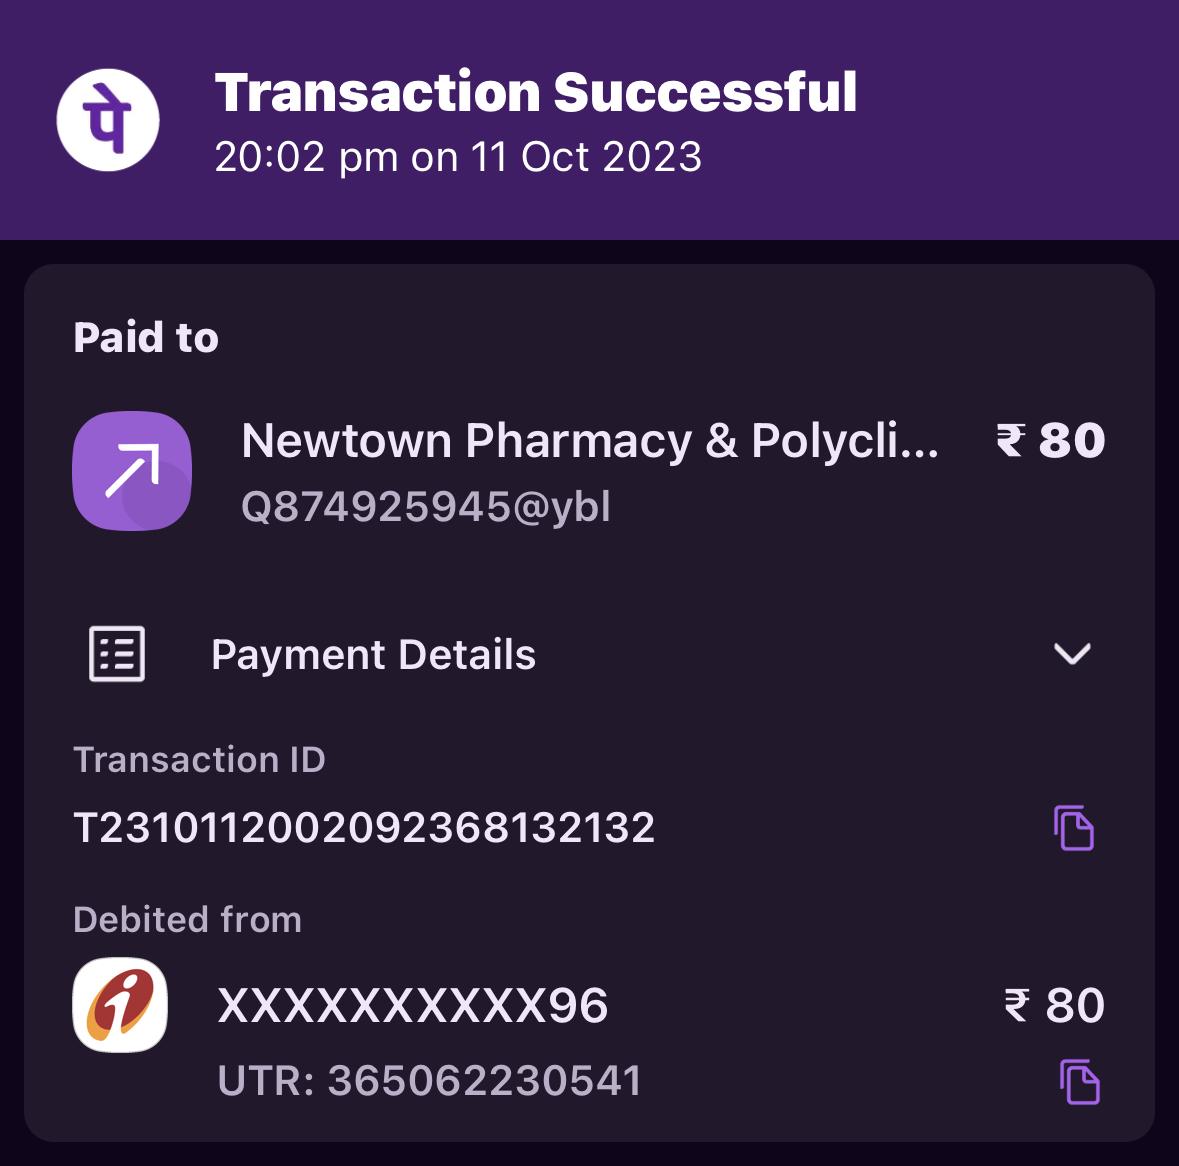 पे
Transaction Successful
20:02 pm on 11 Oct 2023
Paid to
Newtown Pharmacy & Polycli... ₹ 80
Q874925945@ybl
Payment Details
Transaction ID
T2310112002092368132132
Debited from
XXXXXXXXXX96 ₹ 80
UTR: 365062230541